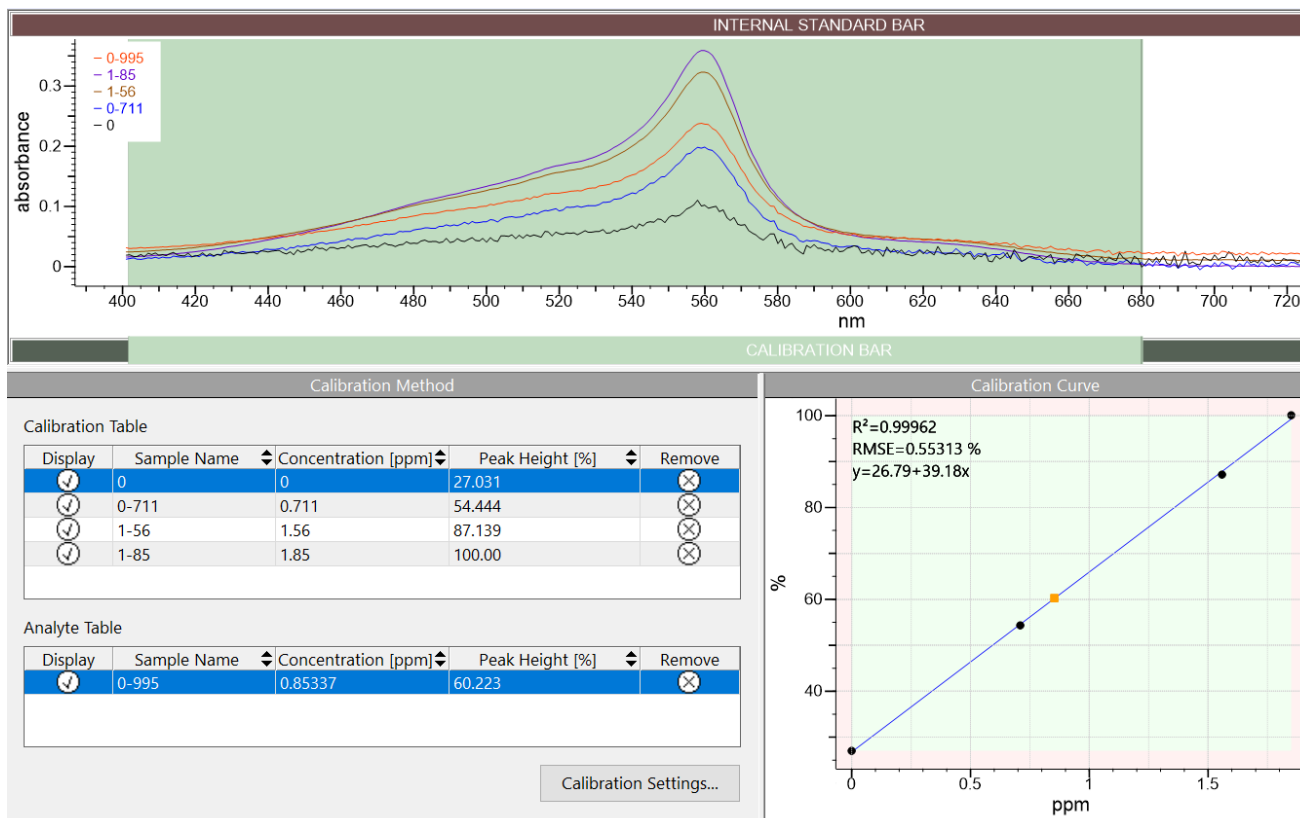 INTERNAL STANDARD BAR
absorbance
0.3
0.2
0.1
0
– 0-995
– 1-85
– 1-56
– 0-711
– 0
400 420 440 460 480 500 520 540 560 580 600 620 640 660 680 700 720
nm
CALIBRATION BAR
Calibration Method
Calibration Table
Display Sample Name Concentration [ppm] Peak Height [%] Remove
0 0 27.031
0-711 0.711 54.444
1-56 1.56 87.139
1-85 1.85 100.00
Analyte Table
Display Sample Name Concentration [ppm] Peak Height [%] Remove
0-995 0.85337 60.223
Calibration Settings...
Calibration Curve
R²=0.99962
RMSE=0.55313 %
y=26.79+39.18x
%
100
80
60
40
0 0.5 1 1.5
ppm